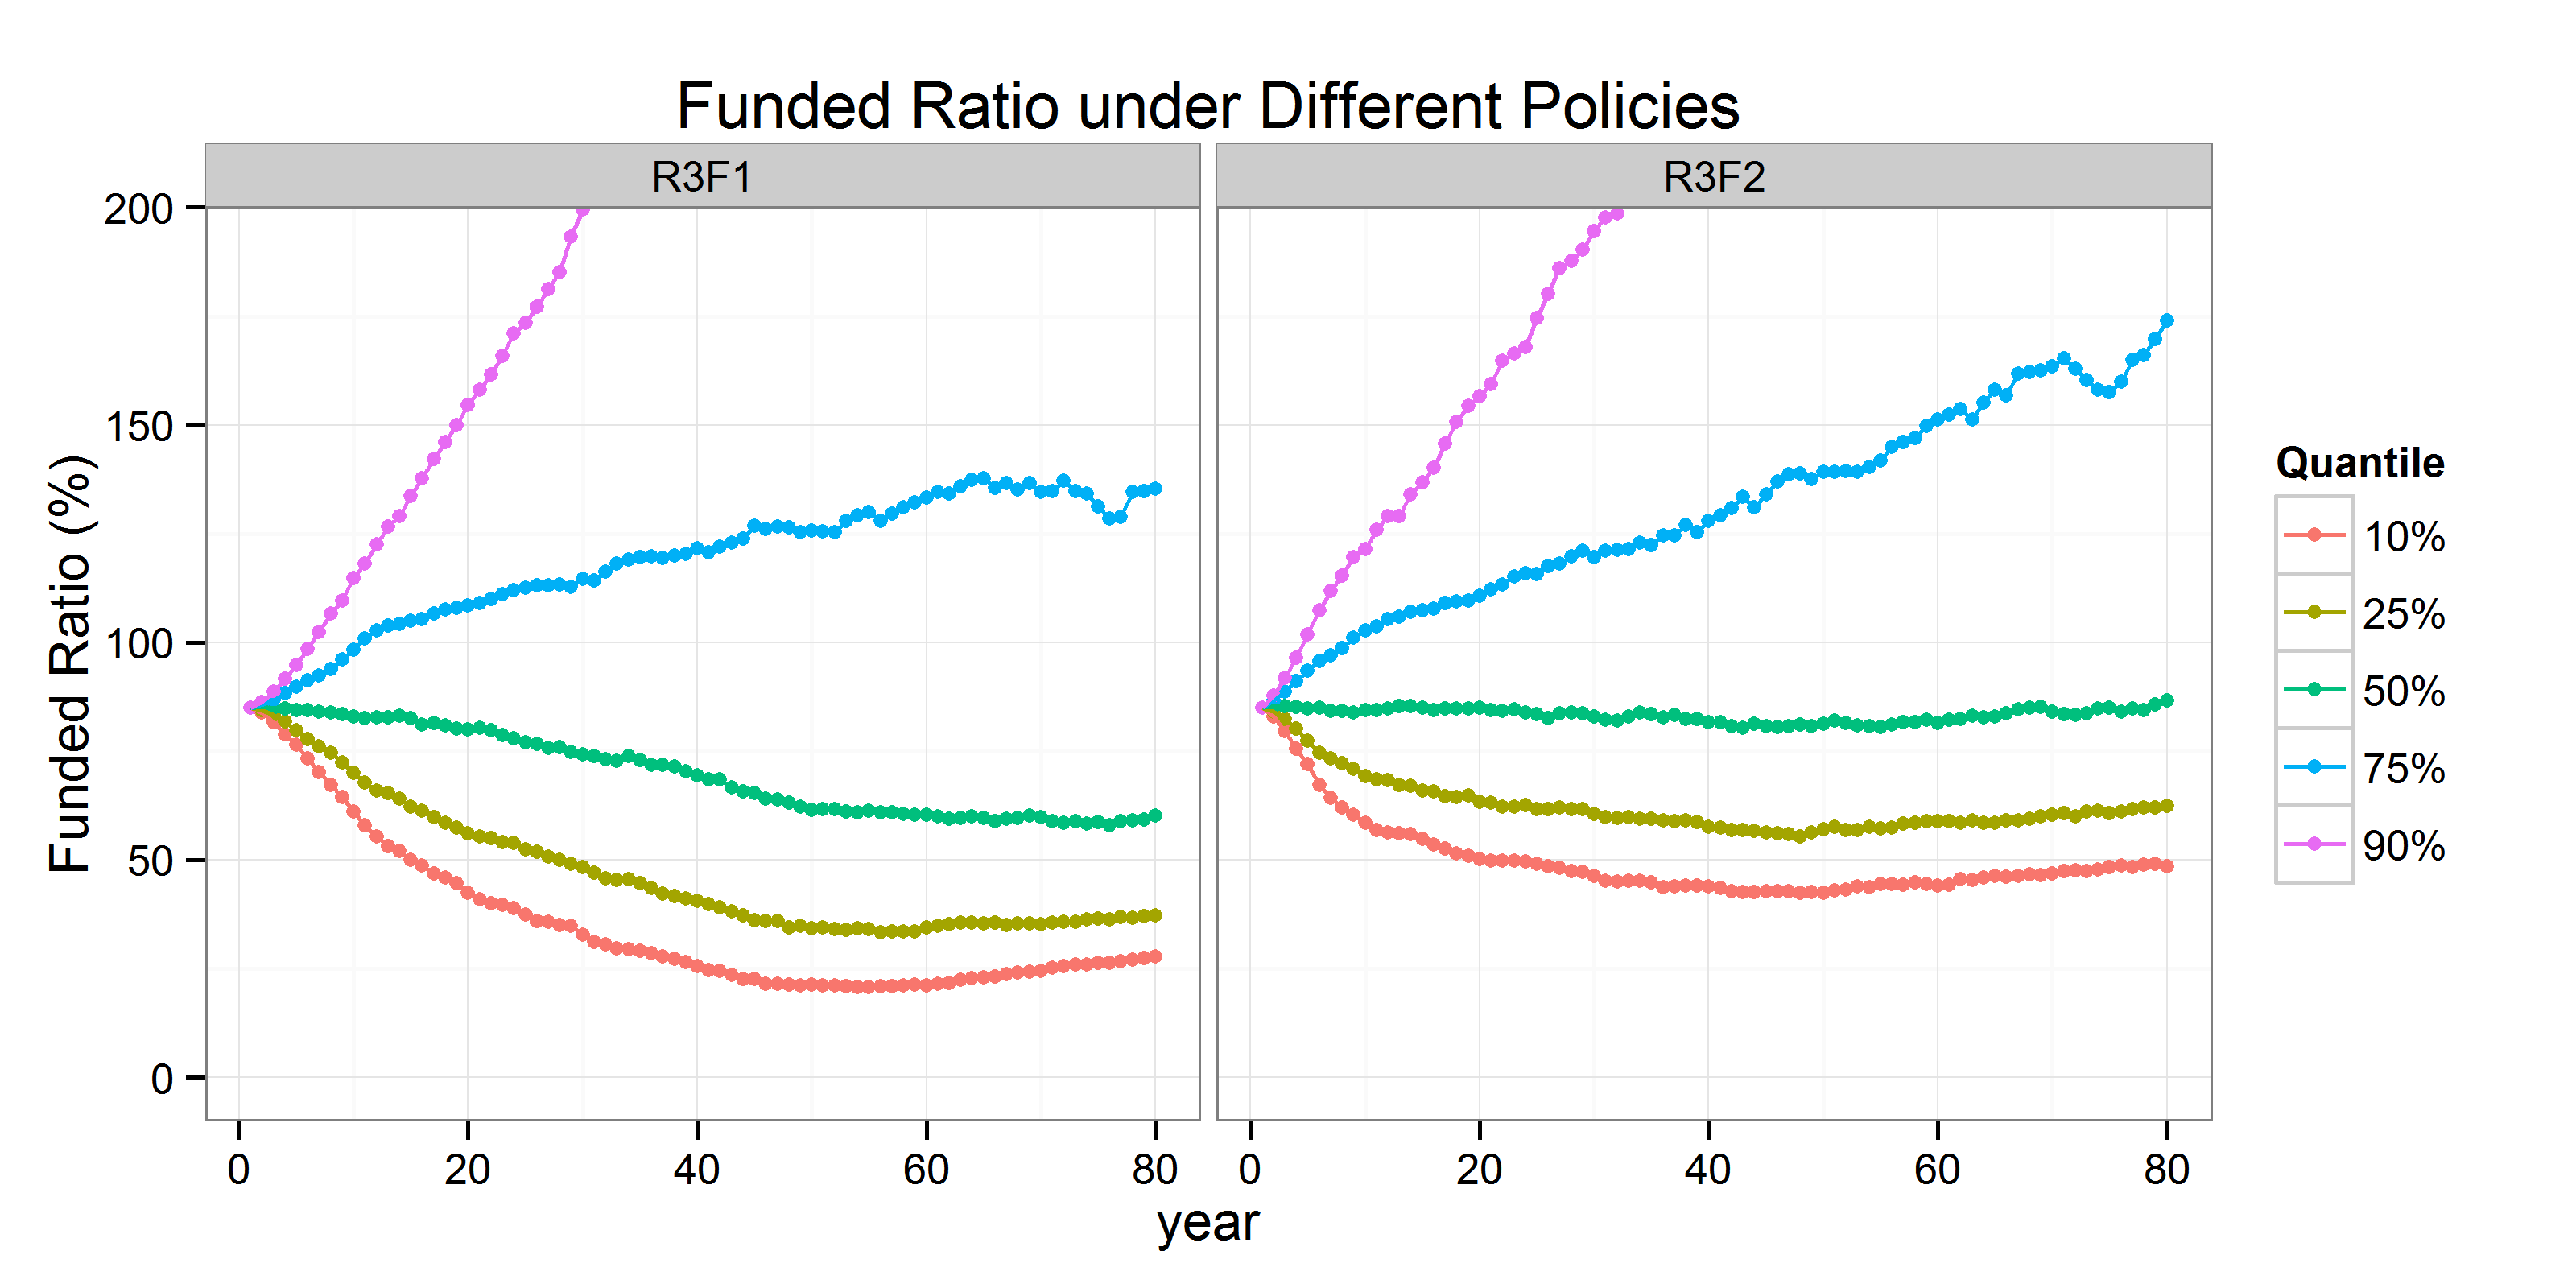 Funded Ratio under Different Policies
R3F1
R3F2
200
150
100
50
0
Funded Ratio (%)
0 20 40 60 80
0 20 40 60 80
year
Quantile
10%
25%
50%
75%
90%